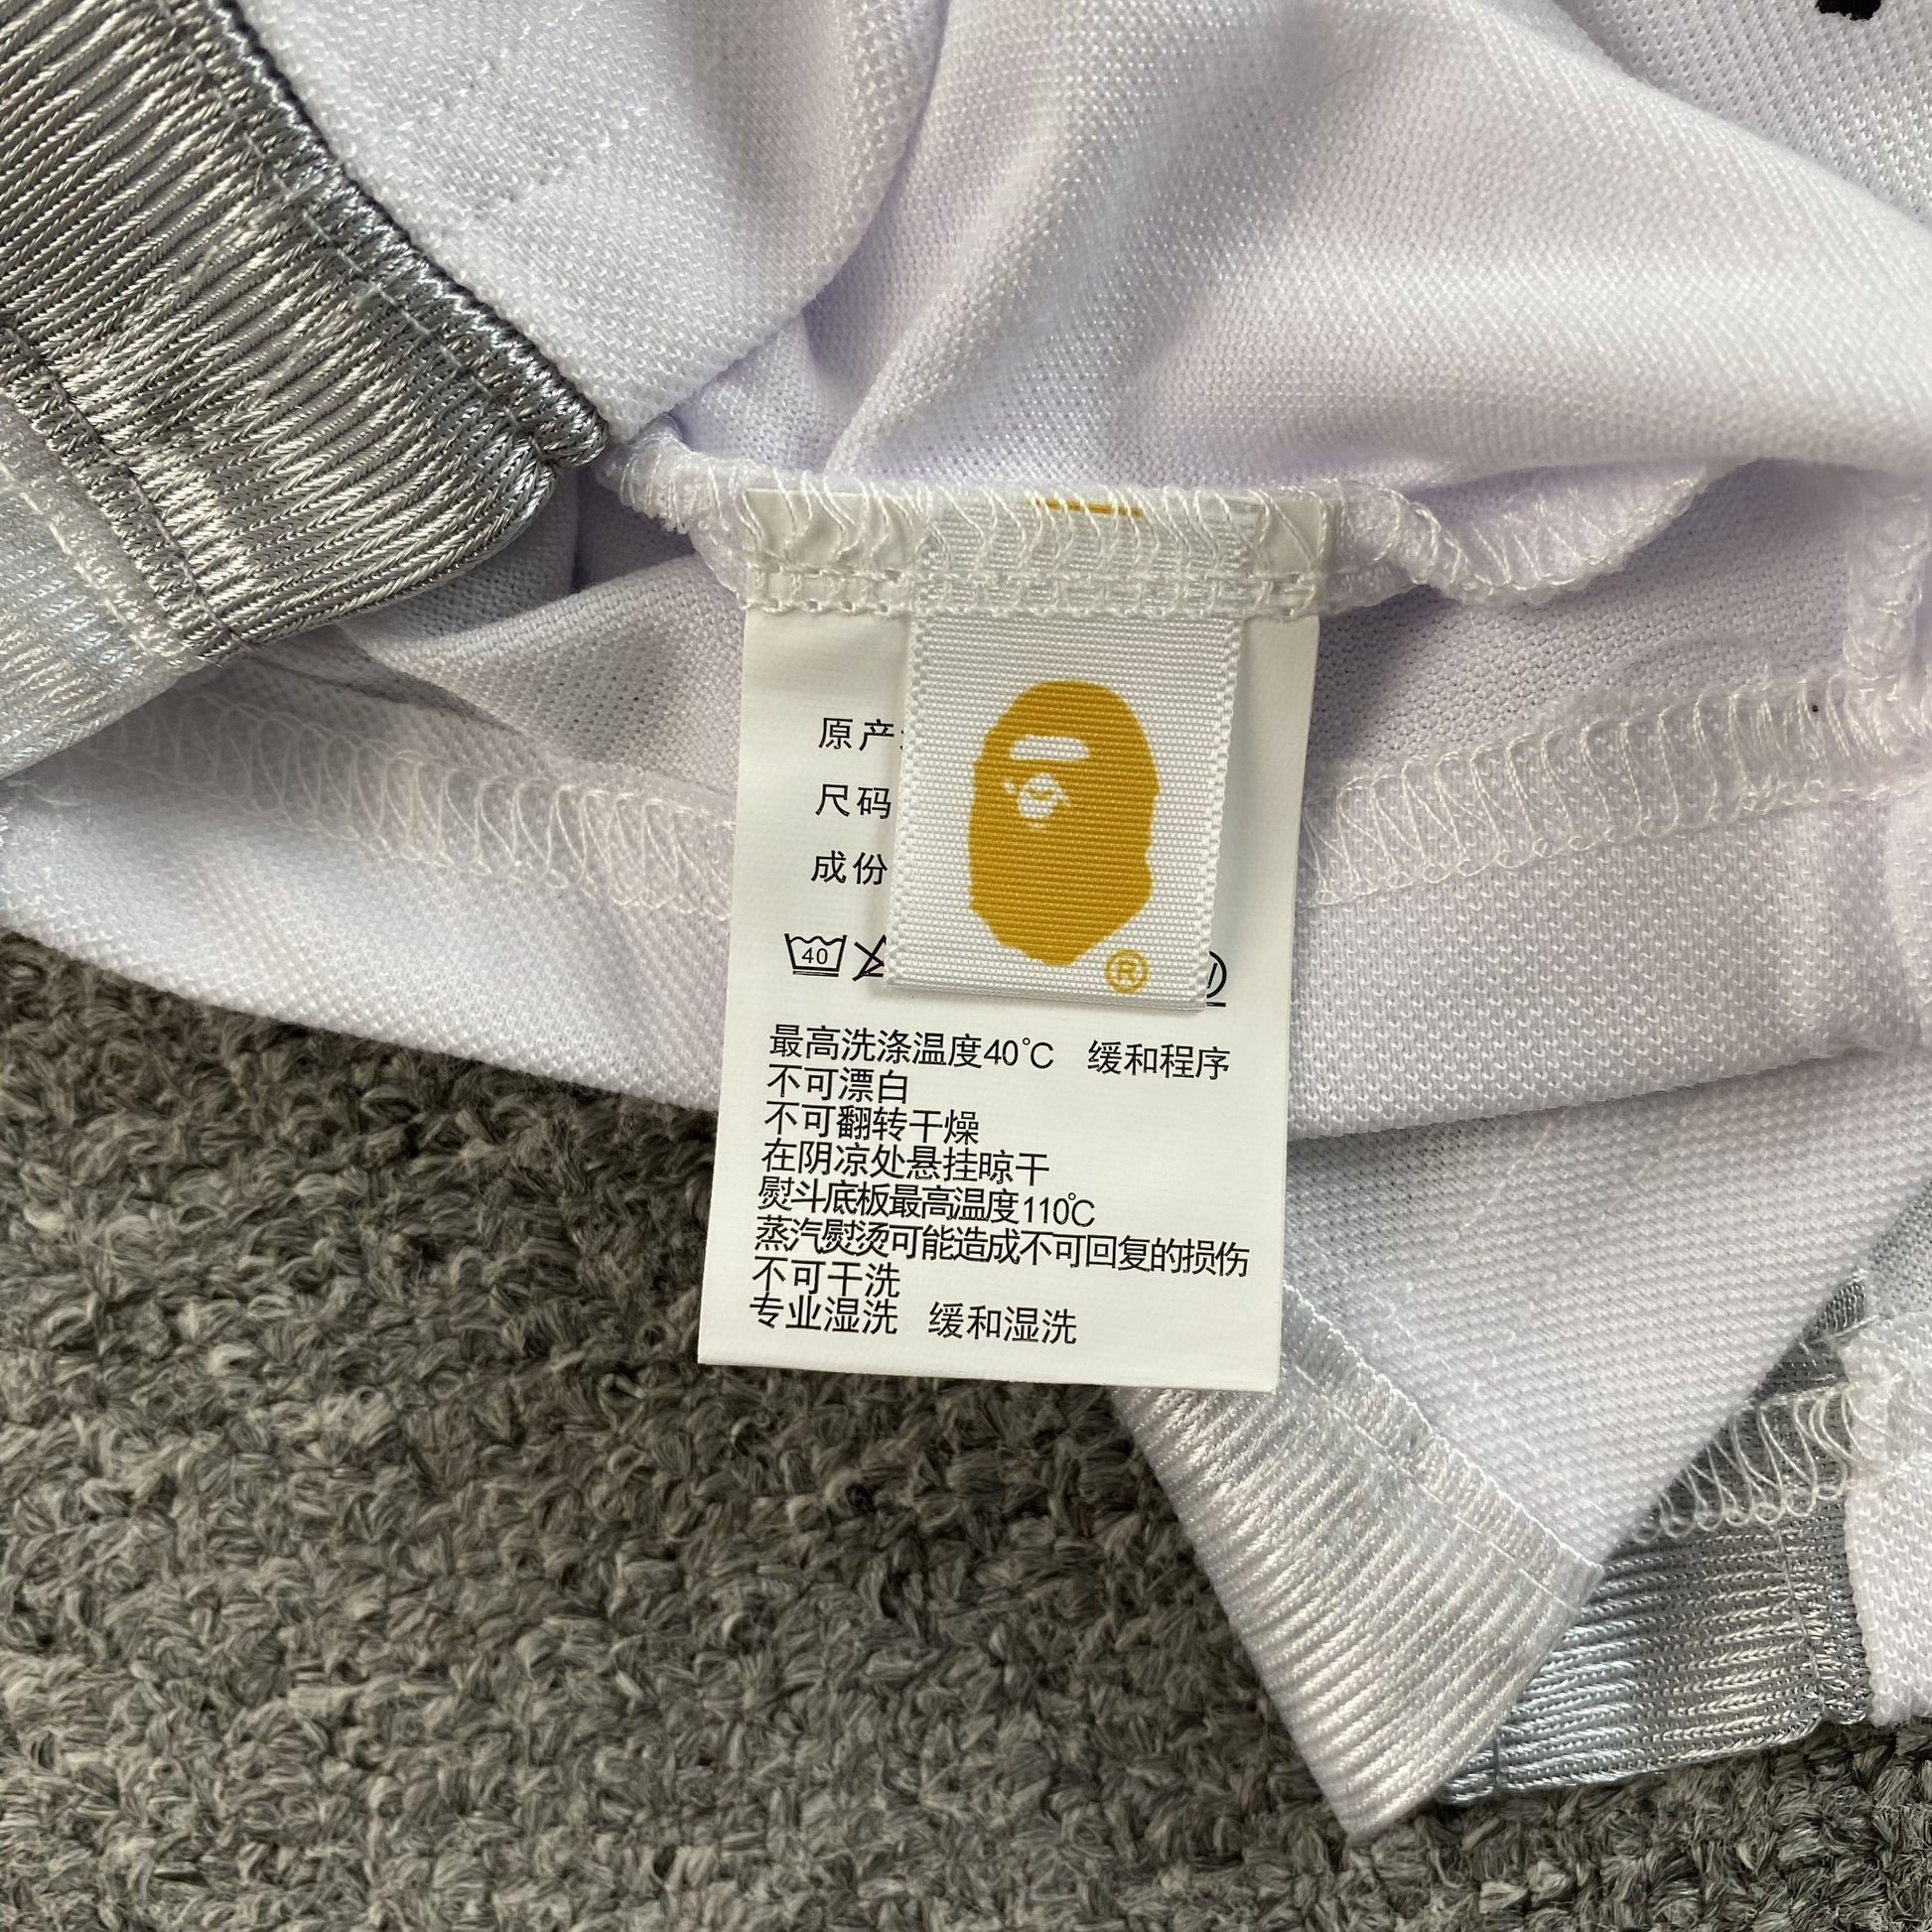 原产
尺码
成份
40
®
最高洗涤温度40℃ 缓和程序
不可漂白
不可翻转干燥
在阴凉处悬挂晾干
熨斗底板最高温度110℃
蒸汽熨烫可能造成不可回复的损伤
不可干洗
专业湿洗 缓和湿洗